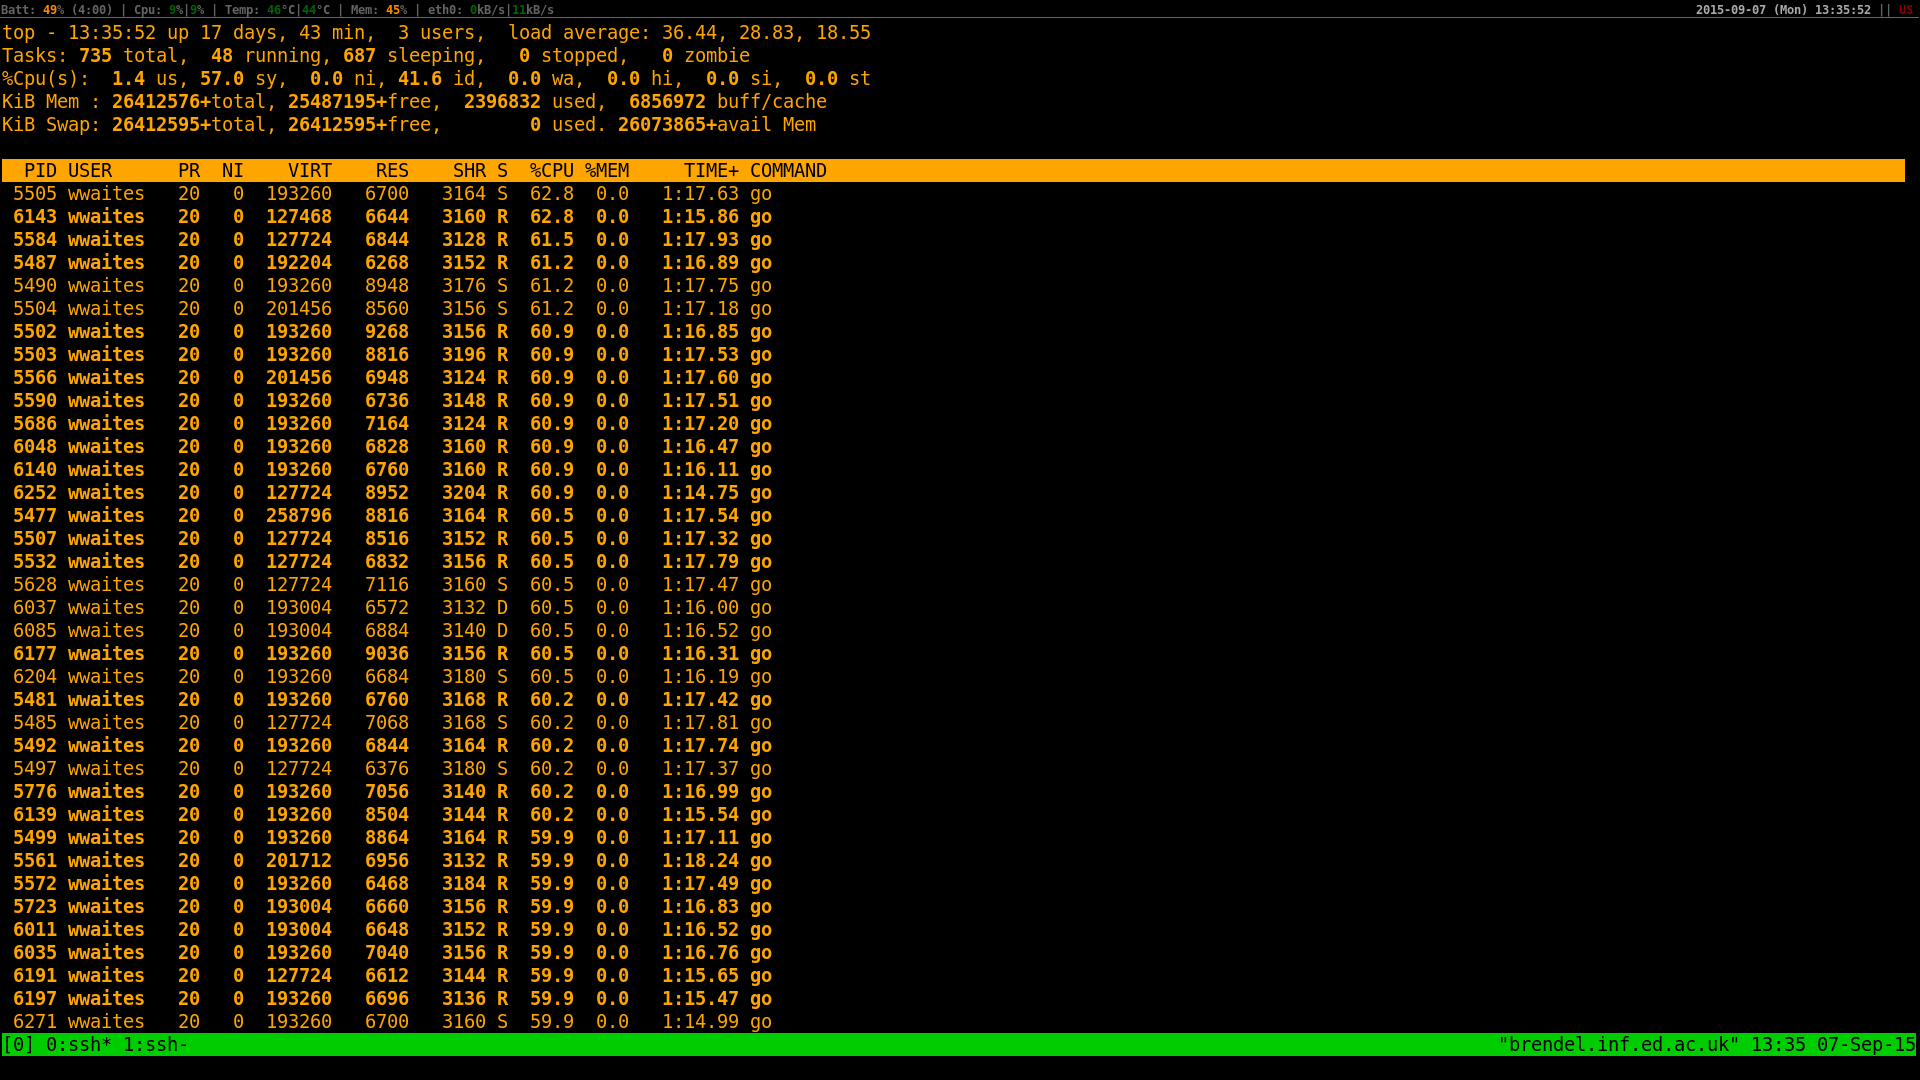 Batt: 49% (4:00) | Cpu: 9%|9% | Temp: 46°C|44°C | Mem: 45% | eth0: 0kB/s|11kB/s 2015-09-07 (Mon) 13:35:52 || US
top - 13:35:52 up 17 days, 43 min,  3 users,  load average: 36.44, 28.83, 18.55
Tasks: 735 total,  48 running, 687 sleeping,   0 stopped,   0 zombie
%Cpu(s):  1.4 us, 57.0 sy,  0.0 ni, 41.6 id,  0.0 wa,  0.0 hi,  0.0 si,  0.0 st
KiB Mem : 26412576+total, 25487195+free,  2396832 used,  6856972 buff/cache
KiB Swap: 26412595+total, 26412595+free,        0 used. 26073865+avail Mem
PID USER      PR  NI    VIRT    RES    SHR S  %CPU %MEM     TIME+ COMMAND
5505 wwaites   20   0  193260   6700   3164 S  62.8  0.0   1:17.63 go
6143 wwaites   20   0  127468   6644   3160 R  62.8  0.0   1:15.86 go
5584 wwaites   20   0  127724   6844   3128 R  61.5  0.0   1:17.93 go
5487 wwaites   20   0  192204   6268   3152 R  61.2  0.0   1:16.89 go
5490 wwaites   20   0  193260   8948   3176 S  61.2  0.0   1:17.75 go
5504 wwaites   20   0  201456   8560   3156 S  61.2  0.0   1:17.18 go
5502 wwaites   20   0  193260   9268   3156 R  60.9  0.0   1:16.85 go
5503 wwaites   20   0  193260   8816   3196 R  60.9  0.0   1:17.53 go
5566 wwaites   20   0  201456   6948   3124 R  60.9  0.0   1:17.60 go
5590 wwaites   20   0  193260   6736   3148 R  60.9  0.0   1:17.51 go
5686 wwaites   20   0  193260   7164   3124 R  60.9  0.0   1:17.20 go
6048 wwaites   20   0  193260   6828   3160 R  60.9  0.0   1:16.47 go
6140 wwaites   20   0  193260   6760   3160 R  60.9  0.0   1:16.11 go
6252 wwaites   20   0  127724   8952   3204 R  60.9  0.0   1:14.75 go
5477 wwaites   20   0  258796   8816   3164 R  60.5  0.0   1:17.54 go
5507 wwaites   20   0  127724   8516   3152 R  60.5  0.0   1:17.32 go
5532 wwaites   20   0  127724   6832   3156 R  60.5  0.0   1:17.79 go
5628 wwaites   20   0  127724   7116   3160 S  60.5  0.0   1:17.47 go
6037 wwaites   20   0  193004   6572   3132 D  60.5  0.0   1:16.00 go
6085 wwaites   20   0  193004   6884   3140 D  60.5  0.0   1:16.52 go
6177 wwaites   20   0  193260   9036   3156 R  60.5  0.0   1:16.31 go
6204 wwaites   20   0  193260   6684   3180 S  60.5  0.0   1:16.19 go
5481 wwaites   20   0  193260   6760   3168 R  60.2  0.0   1:17.42 go
5485 wwaites   20   0  127724   7068   3168 S  60.2  0.0   1:17.81 go
5492 wwaites   20   0  193260   6844   3164 R  60.2  0.0   1:17.74 go
5497 wwaites   20   0  127724   6376   3180 S  60.2  0.0   1:17.37 go
5776 wwaites   20   0  193260   7056   3140 R  60.2  0.0   1:16.99 go
6139 wwaites   20   0  193260   8504   3144 R  60.2  0.0   1:15.54 go
5499 wwaites   20   0  193260   8864   3164 R  59.9  0.0   1:17.11 go
5561 wwaites   20   0  201712   6956   3132 R  59.9  0.0   1:18.24 go
5572 wwaites   20   0  193260   6468   3184 R  59.9  0.0   1:17.49 go
5723 wwaites   20   0  193004   6660   3156 R  59.9  0.0   1:16.83 go
6011 wwaites   20   0  193004   6648   3152 R  59.9  0.0   1:16.52 go
6035 wwaites   20   0  193260   7040   3156 R  59.9  0.0   1:16.76 go
6191 wwaites   20   0  127724   6612   3144 R  59.9  0.0   1:15.65 go
6197 wwaites   20   0  193260   6696   3136 R  59.9  0.0   1:15.47 go
6271 wwaites   20   0  193260   6700   3160 S  59.9  0.0   1:14.99 go
[0] 0:ssh* 1:ssh- "brendel.inf.ed.ac.uk" 13:35 07-Sep-15